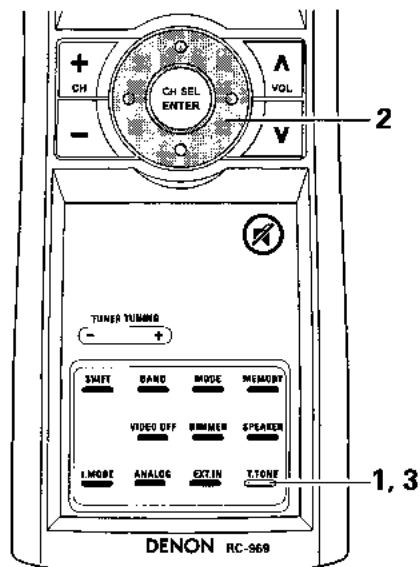 + CH SEL ∧
CH ENTER VOL
2
− ∨
TUNER TUNING
− +
SHIFT BAND MODE MEMORY
VIDEO OFF DIMMER SPEAKER
I.MODE ANALOG EXT.IN T.TONE
1, 3
DENON RC-969